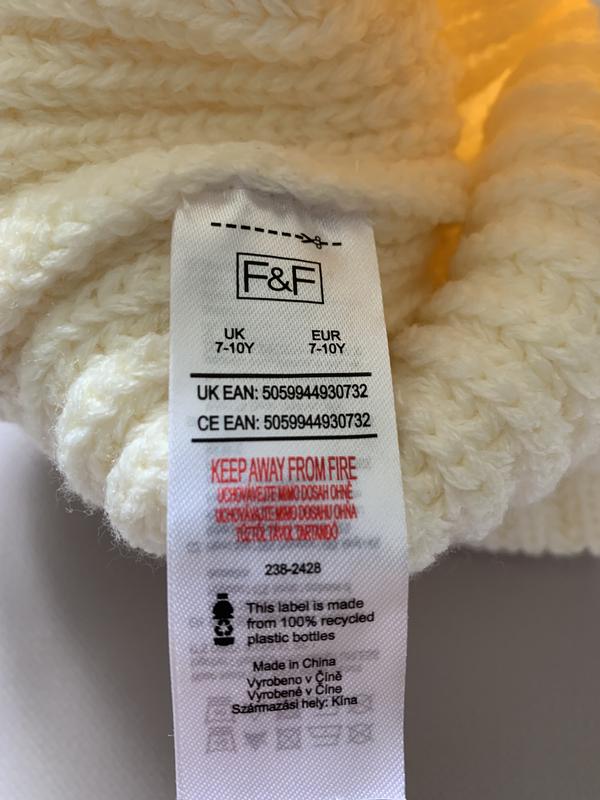 F&F
UK EUR
7-10Y 7-10Y
UK EAN: 5059944930732
CE EAN: 5059944930732
KEEP AWAY FROM FIRE
UCHOVÁVEJTE MIMO DOSAH OHNĚ
UCHOVÁVAJTE MIMO DOSAHU OHŇA
TŰZTŐL TÁVOL TARTANDÓ
238-2428
This label is made
from 100% recycled
plastic bottles
Made in China
Vyrobeno v Číně
Vyrobené v Číne
Származási hely: Kína